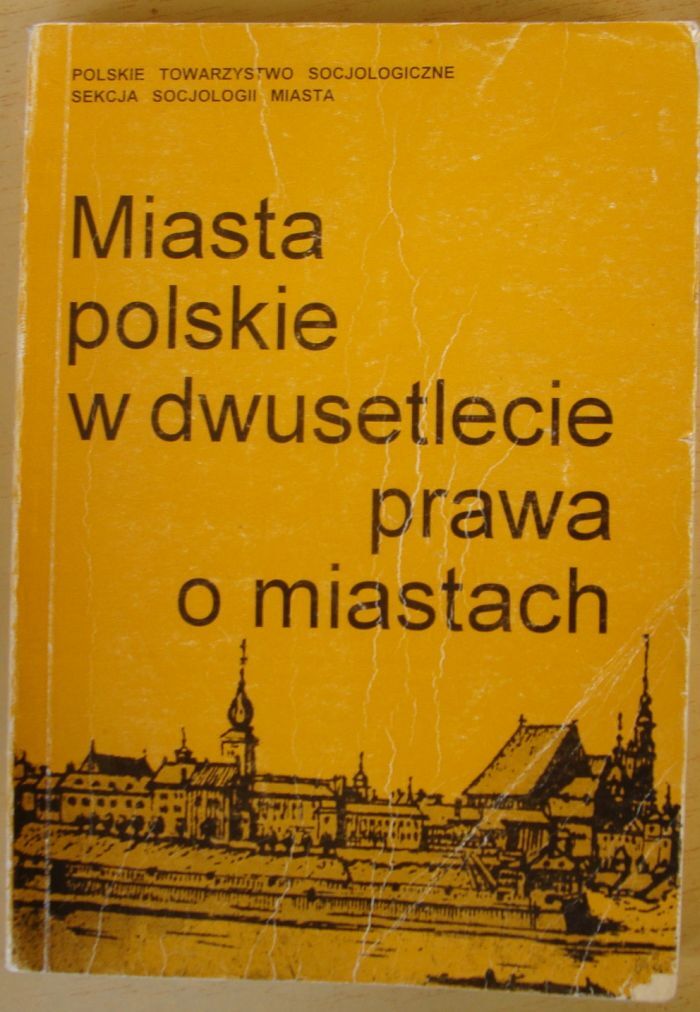 POLSKIE TOWARZYSTWO SOCJOLOGICZNE
SEKCJA SOCJOLOGII MIASTA
Miasta
polskie
w dwusetlecie
prawa
o miastach